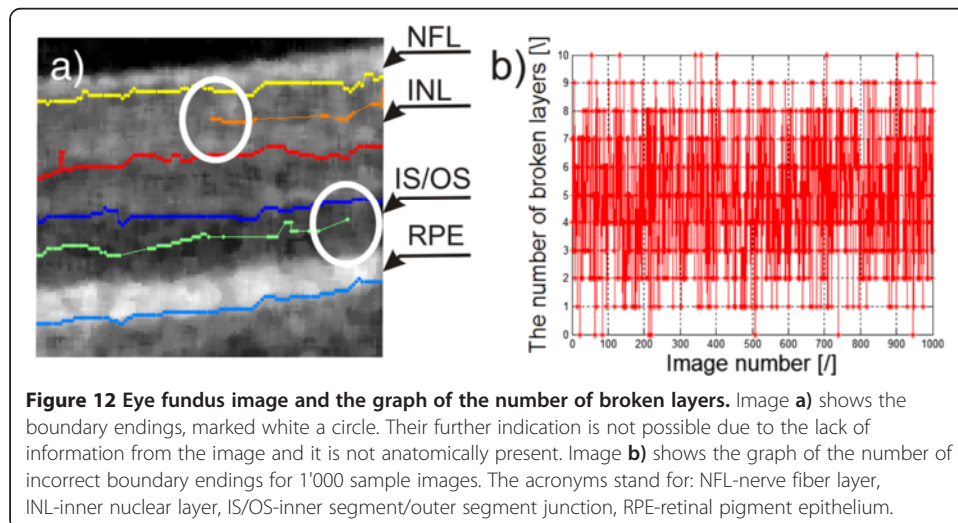 a)
NFL
INL
IS/OS
RPE
b)
The number of broken layers [\]
10
9
8
7
6
5
4
3
2
1
0
0 100 200 300 400 500 600 700 800 900 1000
Image number [/]
Figure 12 Eye fundus image and the graph of the number of broken layers. Image a) shows the
boundary endings, marked white a circle. Their further indication is not possible due to the lack of
information from the image and it is not anatomically present. Image b) shows the graph of the number of
incorrect boundary endings for 1'000 sample images. The acronyms stand for: NFL-nerve fiber layer,
INL-inner nuclear layer, IS/OS-inner segment/outer segment junction, RPE-retinal pigment epithelium.